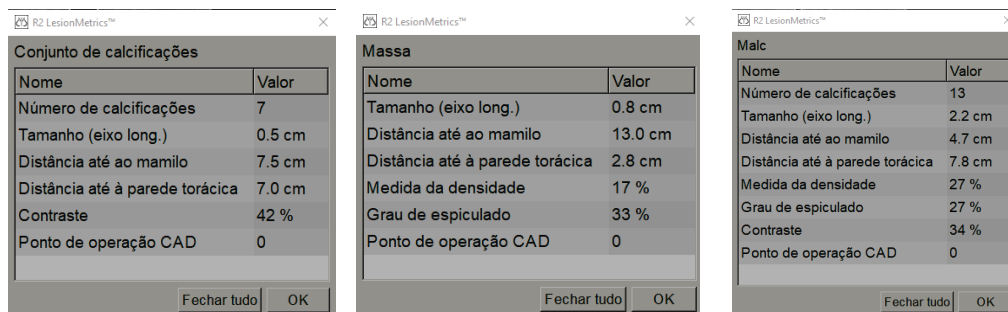 R2 LesionMetrics™
Conjunto de calcificações
Nome Valor
Número de calcificações 7
Tamanho (eixo long.) 0.5 cm
Distância até ao mamilo 7.5 cm
Distância até à parede torácica 7.0 cm
Contraste 42 %
Ponto de operação CAD 0
Fechar tudo OK
R2 LesionMetrics™
Massa
Nome Valor
Tamanho (eixo long.) 0.8 cm
Distância até ao mamilo 13.0 cm
Distância até à parede torácica 2.8 cm
Medida da densidade 17 %
Grau de espiculado 33 %
Ponto de operação CAD 0
Fechar tudo OK
R2 LesionMetrics™
Malc
Nome Valor
Número de calcificações 13
Tamanho (eixo long.) 2.2 cm
Distância até ao mamilo 4.7 cm
Distância até à parede torácica 7.8 cm
Medida da densidade 27 %
Grau de espiculado 27 %
Contraste 34 %
Ponto de operação CAD 0
Fechar tudo OK